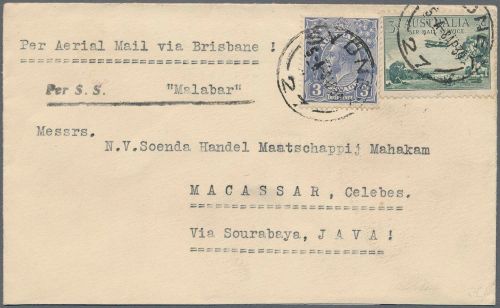 Per Aerial Mail via Brisbane !
Per S.S. "Malabar"
Messrs.
N.V.Soenda Handel Maatschappij Mahakam
MACASSAR, Celebes.
Via Sourabaya, JAVA!
3 3
AUSTRALIA
AIR MAIL SERVICE
27